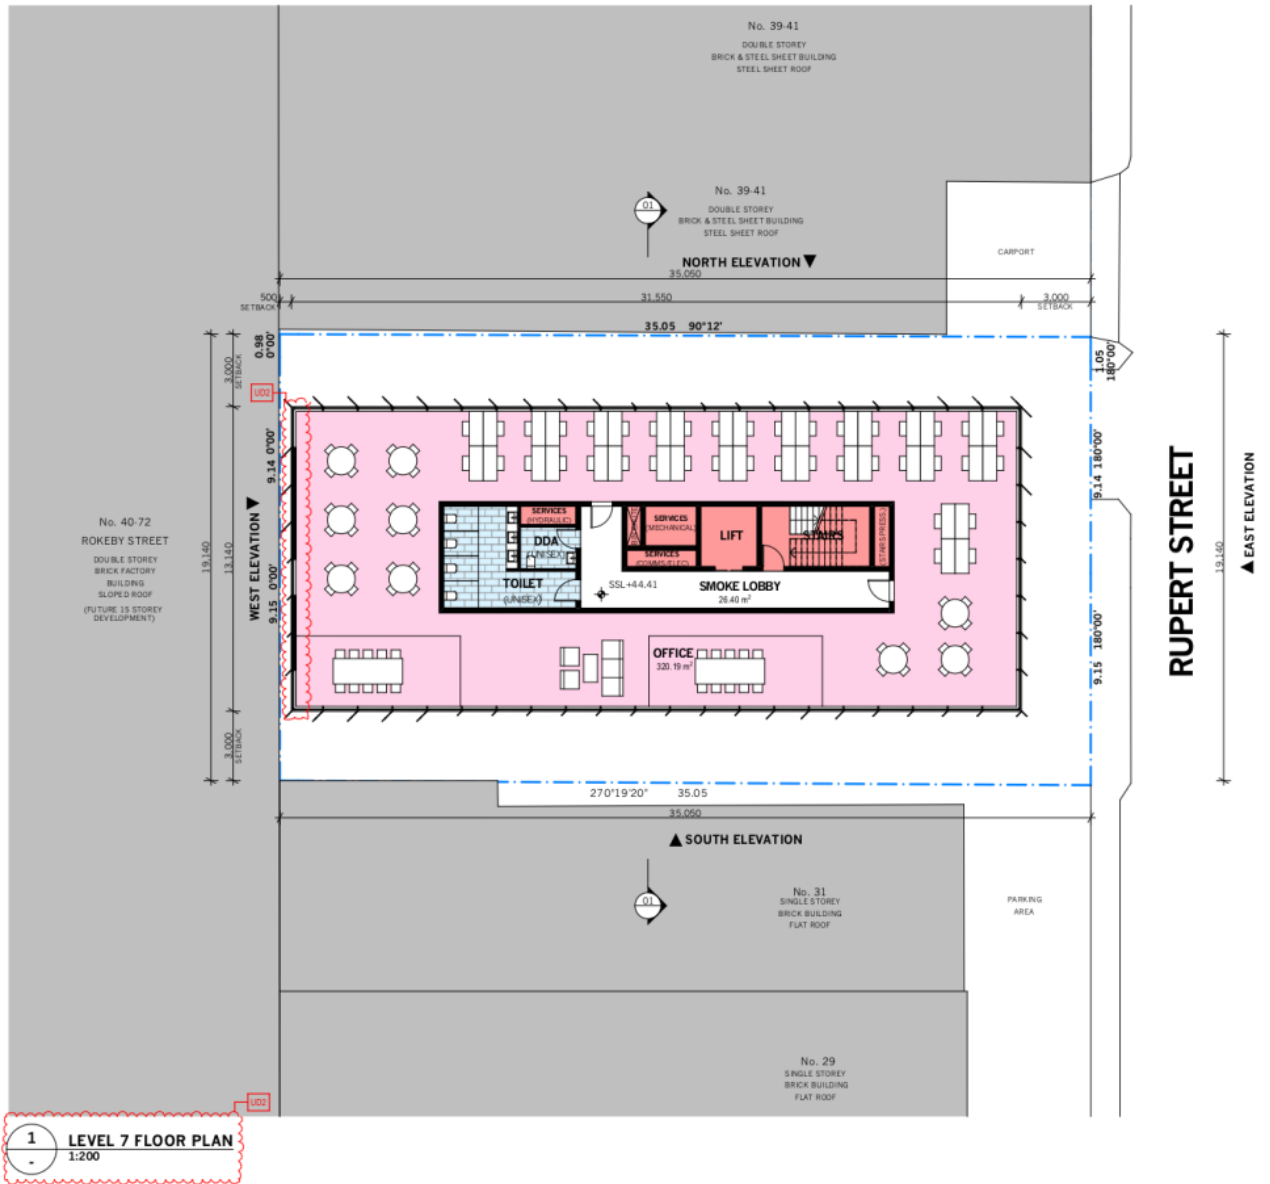 No. 39-41
DOUBLE STOREY
BRICK & STEEL SHEET BUILDING
STEEL SHEET ROOF
No. 39-41
DOUBLE STOREY
BRICK & STEEL SHEET BUILDING
STEEL SHEET ROOF
01
CARPORT
NORTH ELEVATION
35,050
500
SETBACK
31,550
3,000
SETBACK
35.05 90°12'
0.98
0°00'
1.05
180°00'
3,000
SETBACK
UD2
9.14 0°00'
9.14 180°00'
No. 40-72
ROKEBY STREET
DOUBLE STOREY
BRICK FACTORY
BUILDING
SLOPED ROOF
(FUTURE 15 STOREY
DEVELOPMENT)
19,140
13,140
WEST ELEVATION
9.15 0°00'
SERVICES
(HYDRAULIC)
DDA
(UNISEX)
TOILET
(UNISEX)
SERVICES
(MECHANICAL)
SERVICES
(COMMS/ELEC)
LIFT
STAIRS
(STAIR PRESS.)
SSL+44.41
SMOKE LOBBY
26.40 m²
OFFICE
320.19 m²
9.15 180°00'
RUPERT STREET
19,140
EAST ELEVATION
3,000
SETBACK
270°19'20" 35.05
35,050
SOUTH ELEVATION
01
No. 31
SINGLE STOREY
BRICK BUILDING
FLAT ROOF
PARKING
AREA
No. 29
SINGLE STOREY
BRICK BUILDING
FLAT ROOF
UD2
1
-
LEVEL 7 FLOOR PLAN
1:200